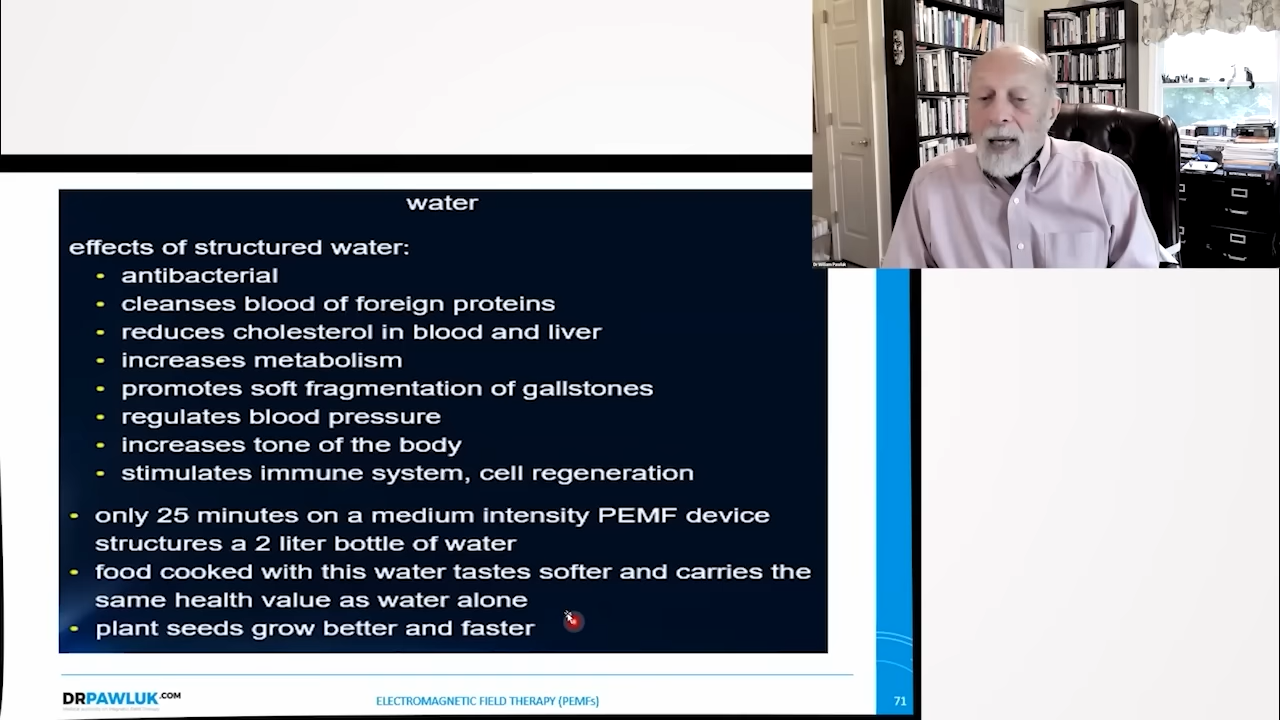 water
effects of structured water:
• antibacterial
• cleanses blood of foreign proteins
• reduces cholesterol in blood and liver
• increases metabolism
• promotes soft fragmentation of gallstones
• regulates blood pressure
• increases tone of the body
• stimulates immune system, cell regeneration
• only 25 minutes on a medium intensity PEMF device
structures a 2 liter bottle of water
• food cooked with this water tastes softer and carries the
same health value as water alone
• plant seeds grow better and faster
Dr William Pawluk
DRPAWLUK.COM
ELECTROMAGNETIC FIELD THERAPY (PEMFs)
71